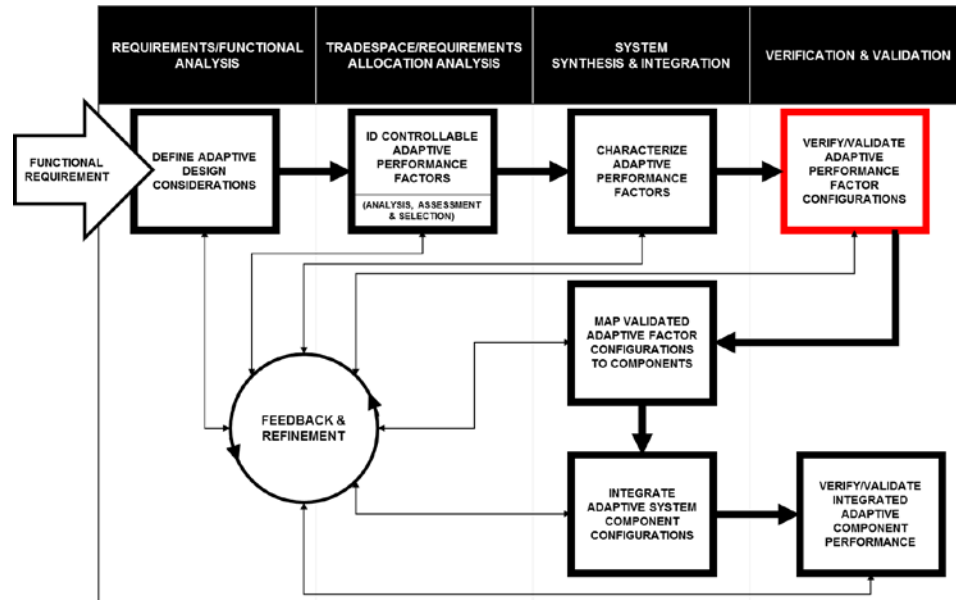 REQUIREMENTS/FUNCTIONAL
ANALYSIS
TRADESPACE/REQUIREMENTS
ALLOCATION ANALYSIS
SYSTEM
SYNTHESIS & INTEGRATION
VERIFICATION & VALIDATION
FUNCTIONAL
REQUIREMENT
DEFINE ADAPTIVE
DESIGN
CONSIDERATIONS
ID CONTROLLABLE
ADAPTIVE
PERFORMANCE
FACTORS
(ANALYSIS, ASSESSMENT
& SELECTION)
CHARACTERIZE
ADAPTIVE
PERFORMANCE
FACTORS
VERIFY/VALIDATE
ADAPTIVE
PERFORMANCE
FACTOR
CONFIGURATIONS
MAP VALIDATED
ADAPTIVE FACTOR
CONFIGURATIONS
TO COMPONENTS
FEEDBACK &
REFINEMENT
INTEGRATE
ADAPTIVE SYSTEM
COMPONENT
CONFIGURATIONS
VERIFY/VALIDATE
INTEGRATED
ADAPTIVE
COMPONENT
PERFORMANCE